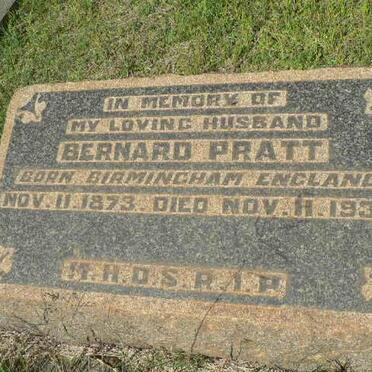 IN MEMORY OF
MY LOVING HUSBAND
BERNARD PRATT
BORN BIRMINGHAM ENGLAND
NOV. 11. 1873. DIED NOV. 11. 193
H.H.D.S.R.I.P.